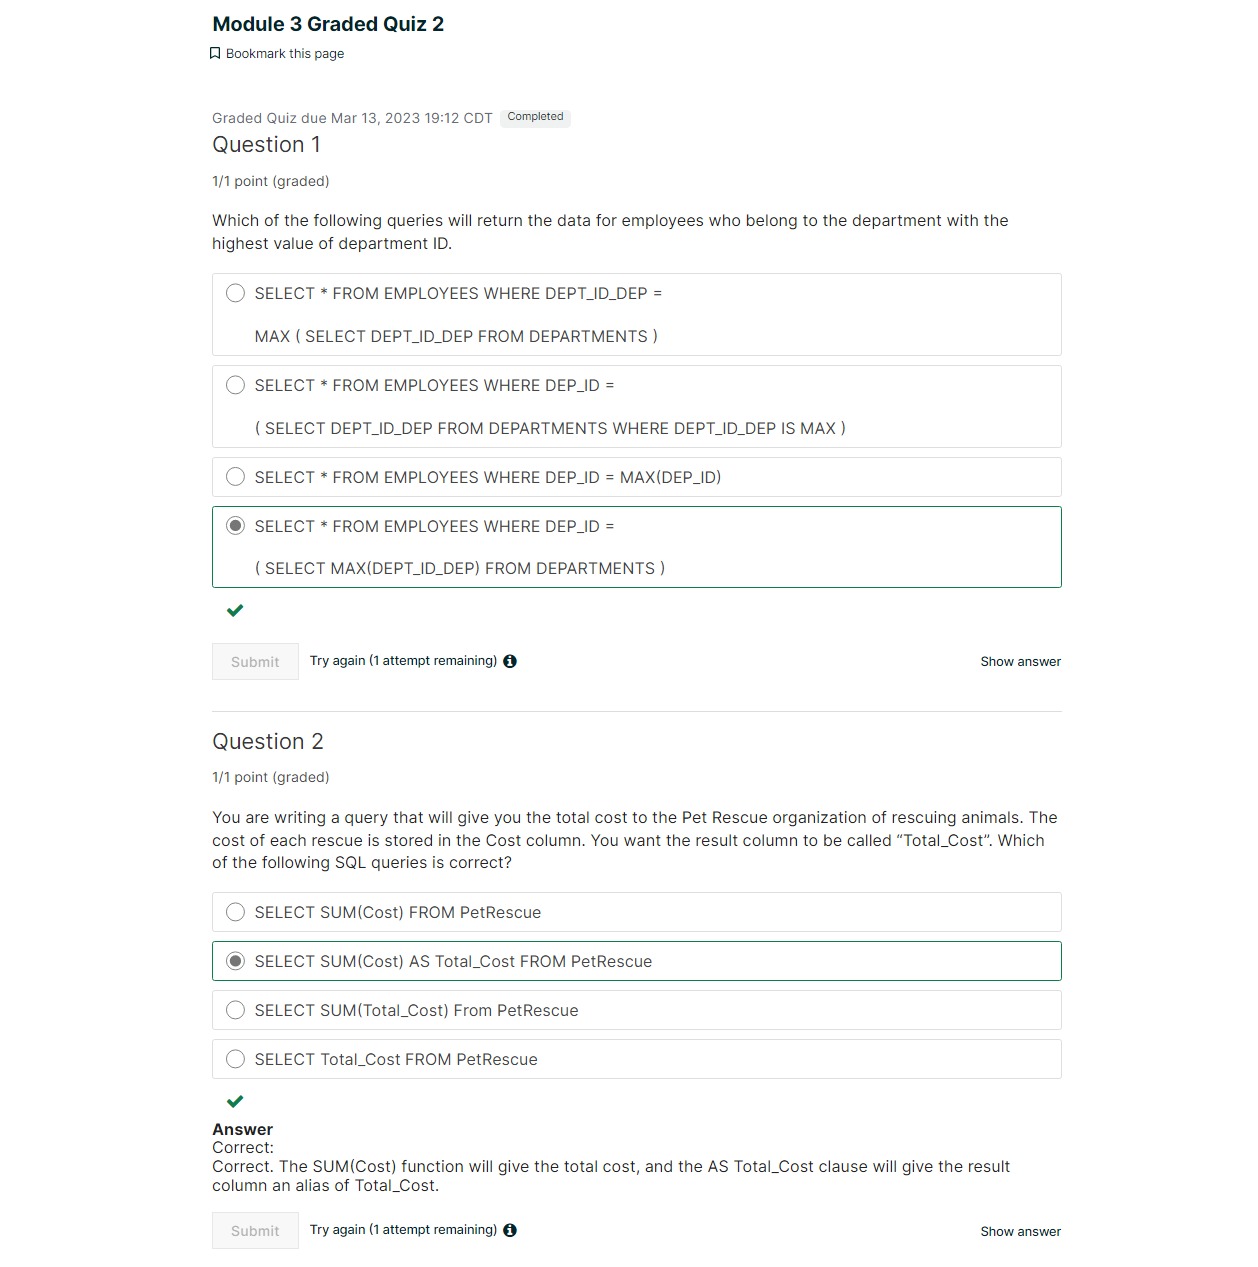 Module 3 Graded Quiz 2
Bookmark this page
Graded Quiz due Mar 13, 2023 19:12 CDT Completed
Question 1
1/1 point (graded)
Which of the following queries will return the data for employees who belong to the department with the
highest value of department ID.
SELECT * FROM EMPLOYEES WHERE DEPT_ID_DEP =
MAX ( SELECT DEPT_ID_DEP FROM DEPARTMENTS )
SELECT * FROM EMPLOYEES WHERE DEP_ID =
( SELECT DEPT_ID_DEP FROM DEPARTMENTS WHERE DEPT_ID_DEP IS MAX )
SELECT * FROM EMPLOYEES WHERE DEP_ID = MAX(DEP_ID)
SELECT * FROM EMPLOYEES WHERE DEP_ID =
( SELECT MAX(DEPT_ID_DEP) FROM DEPARTMENTS )
Submit Try again (1 attempt remaining) Show answer
Question 2
1/1 point (graded)
You are writing a query that will give you the total cost to the Pet Rescue organization of rescuing animals. The
cost of each rescue is stored in the Cost column. You want the result column to be called “Total_Cost”. Which
of the following SQL queries is correct?
SELECT SUM(Cost) FROM PetRescue
SELECT SUM(Cost) AS Total_Cost FROM PetRescue
SELECT SUM(Total_Cost) From PetRescue
SELECT Total_Cost FROM PetRescue
Answer
Correct:
Correct. The SUM(Cost) function will give the total cost, and the AS Total_Cost clause will give the result
column an alias of Total_Cost.
Submit Try again (1 attempt remaining) Show answer